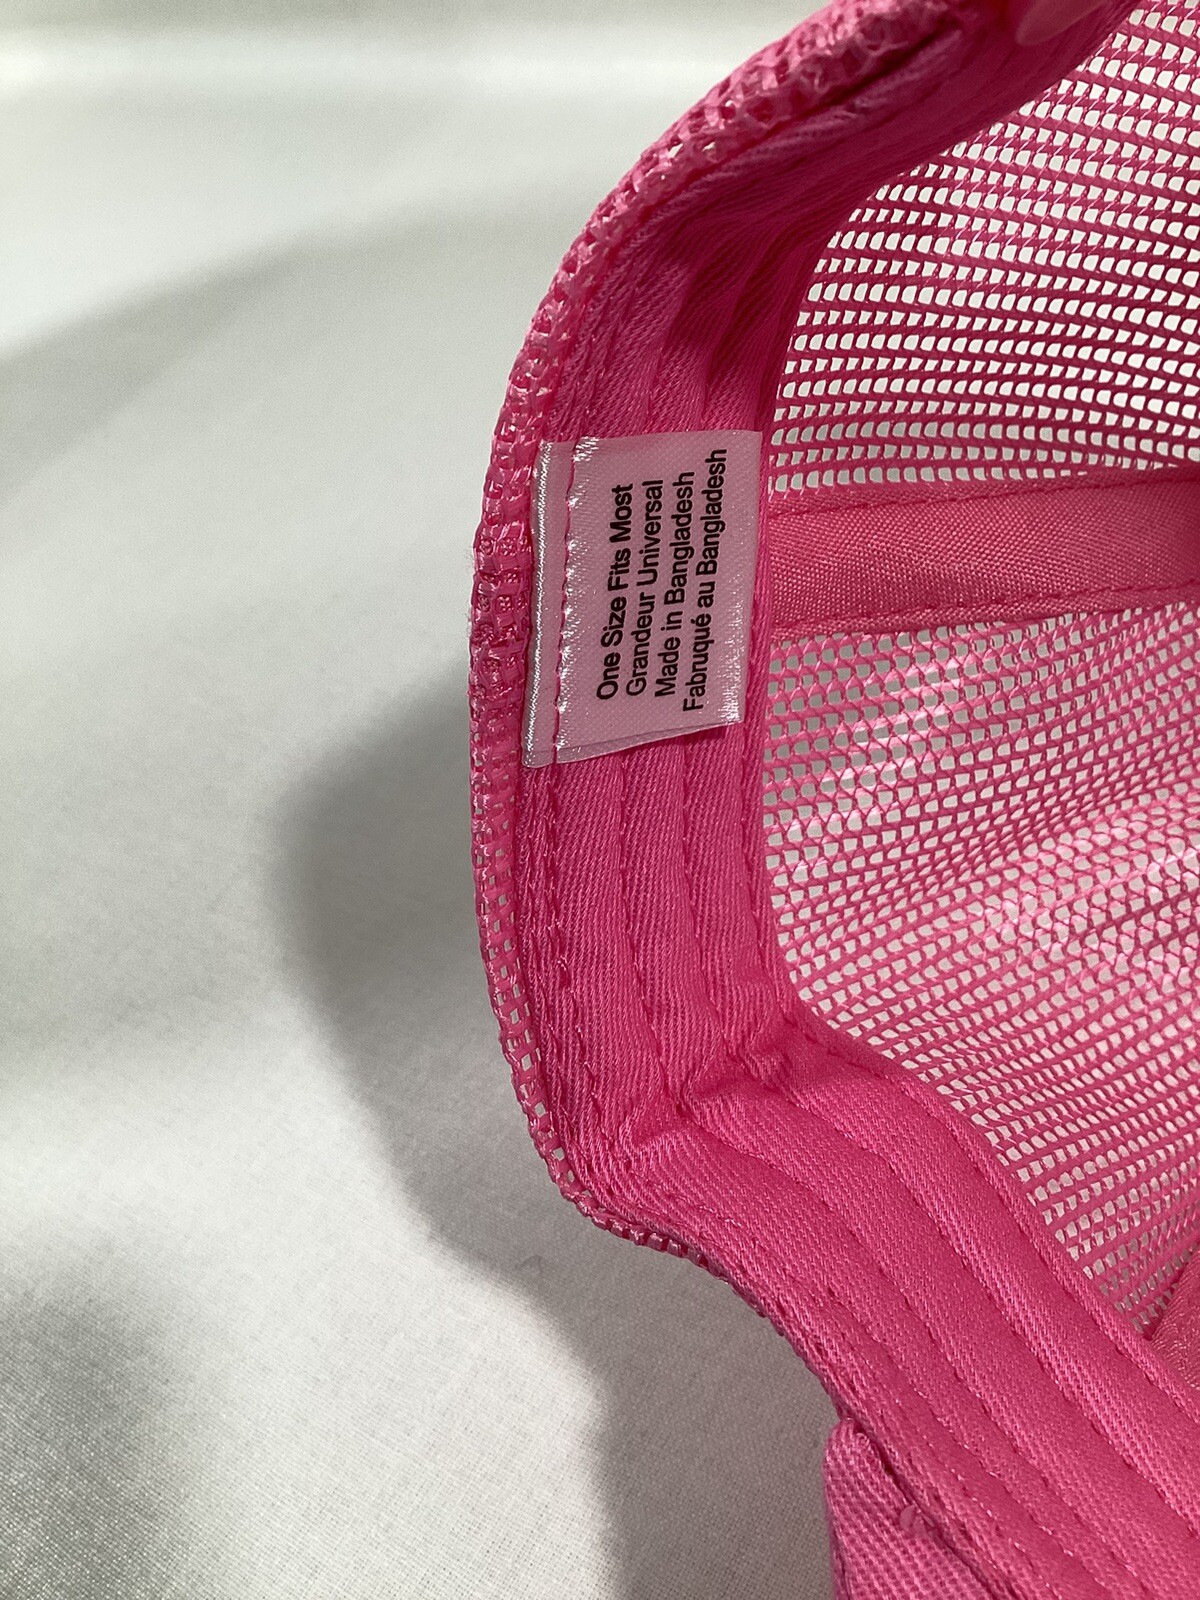 One Size Fits Most
Grandeur Universal
Made in Bangladesh
Fabruqué au Bangladesh